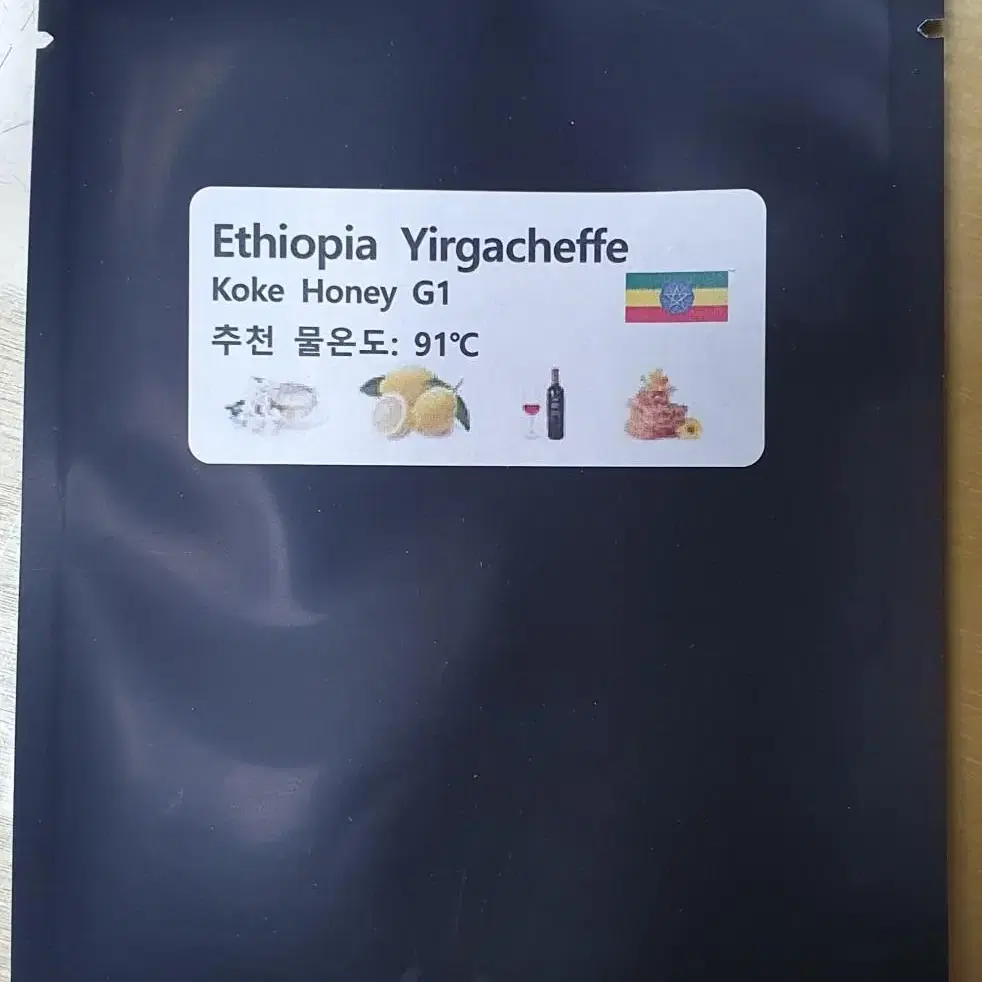 Ethiopia Yirgacheffe
Koke Honey G1
추천 물온도: 91℃